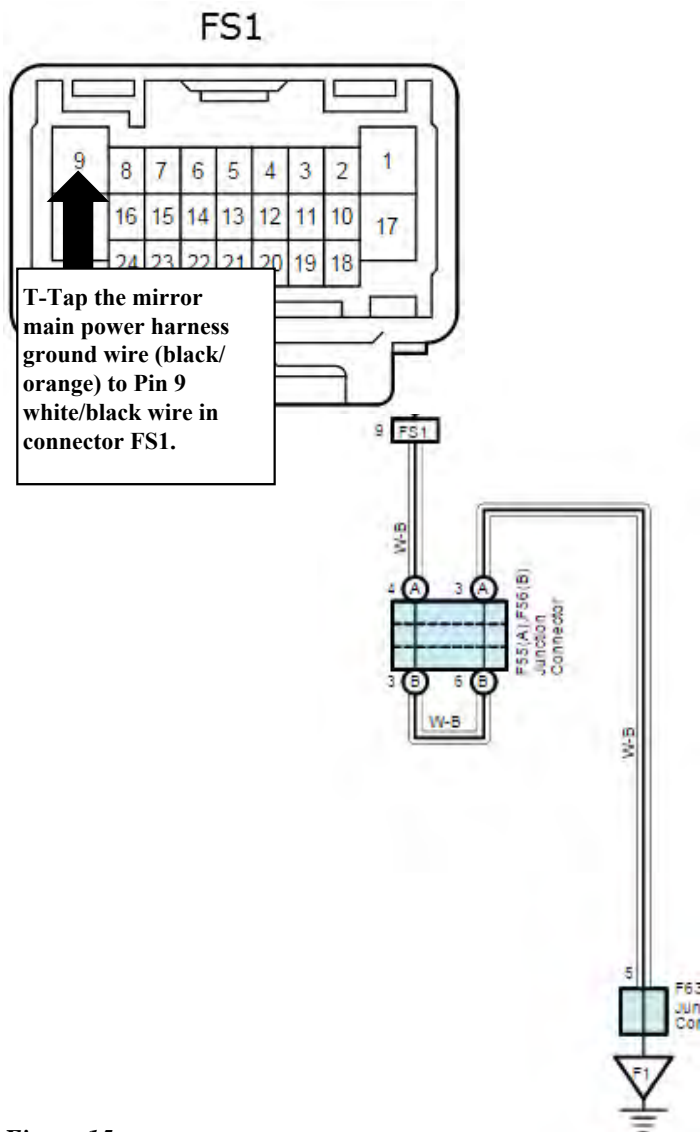 FS1
9 8 7 6 5 4 3 2 1
16 15 14 13 12 11 10 17
24 23 22 21 20 19 18
T-Tap the mirror
main power harness
ground wire (black/
orange) to Pin 9
white/black wire in
connector FS1.
9 FS1
W-B
4 A 3 A
F55(A),F56(B)
Junction
Connector
3 B 6 B
W-B
W-B
5
F63
F1